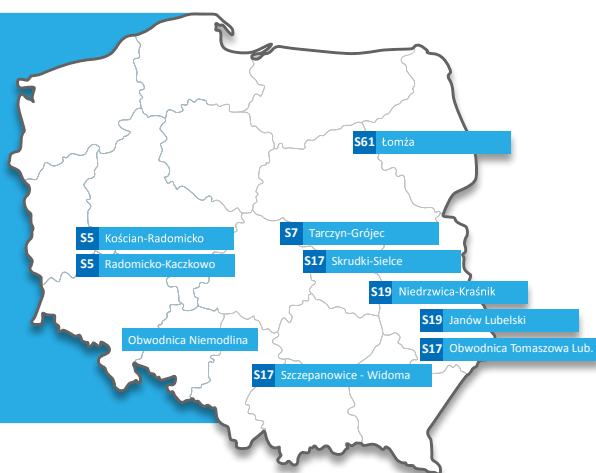 S61 Łomża
S7 Tarczyn-Grójec
S5 Kościan-Radomicko
S17 Skrudki-Sielce
S5 Radomicko-Kaczkowo
S19 Niedrzwica-Kraśnik
S19 Janów Lubelski
Obwodnica Niemodlina
S17 Obwodnica Tomaszowa Lub.
S17 Szczepanowice - Widoma